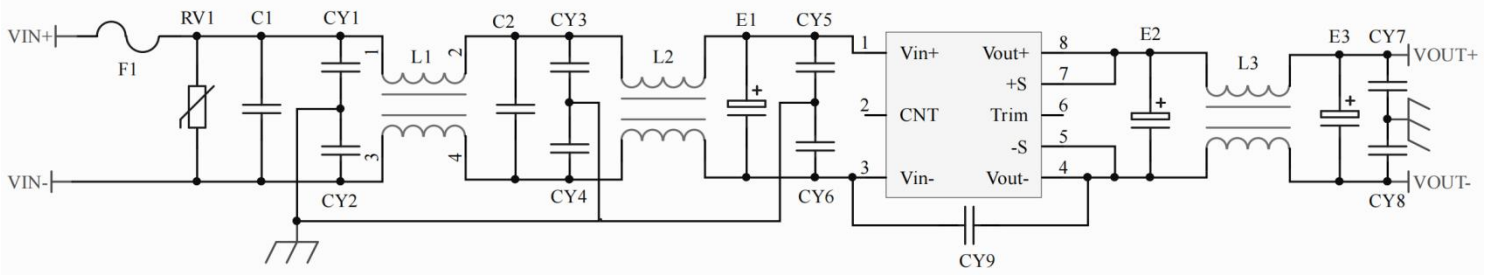 RV1 C1 CY1 C2 CY3 E1 CY5 E2 E3 CY7
VIN+ F1 1 L1 2 L2 1 Vin+ Vout+ 8 L3 VOUT+
+S 7
2 CNT Trim 6
-S 5
VIN- 3 4 3 Vin- Vout- 4 VOUT-
CY2 CY4 CY6 CY8
CY9